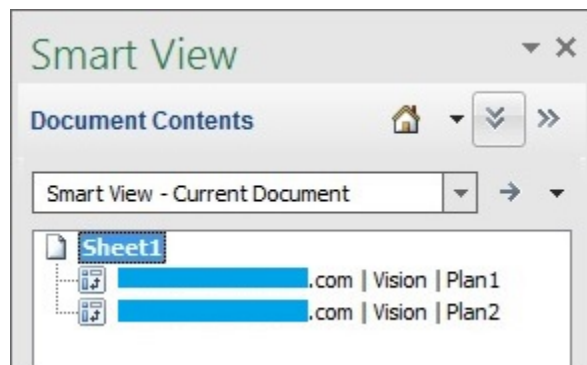 Smart View
Document Contents
Smart View - Current Document
Sheet1
.com | Vision | Plan1
.com | Vision | Plan2